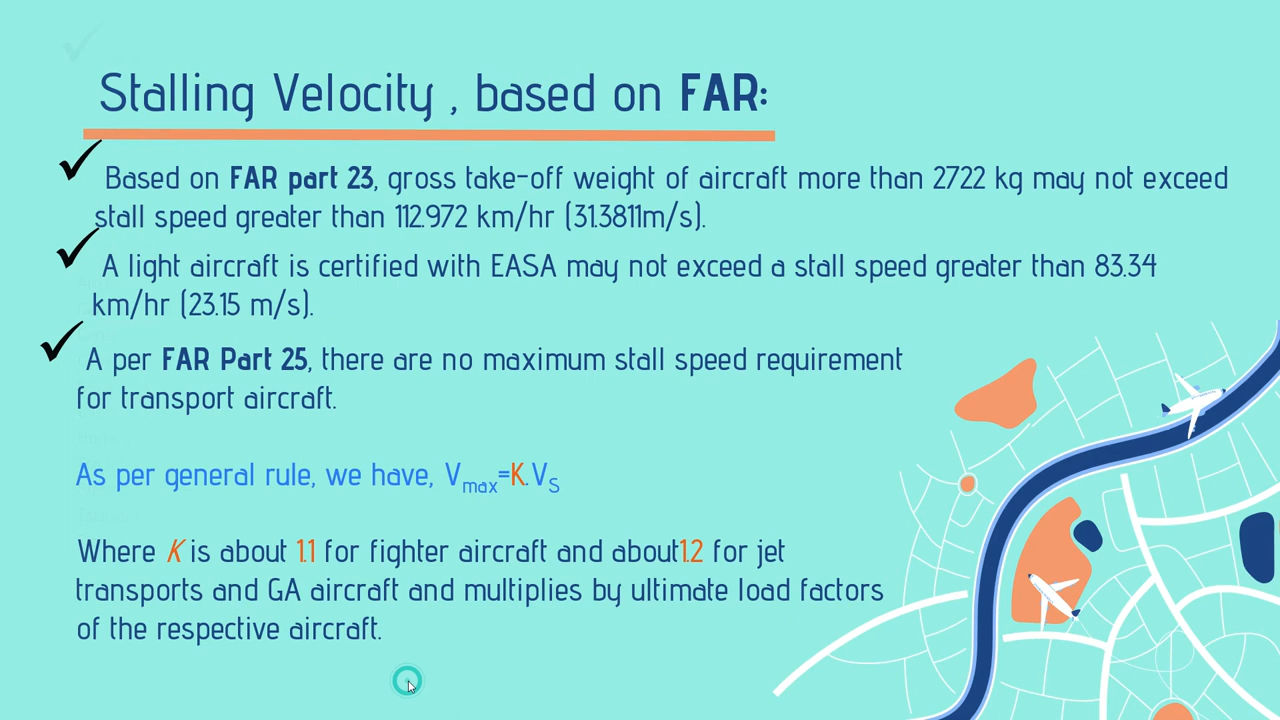 Stalling Velocity , based on FAR:
Based on FAR part 23, gross take-off weight of aircraft more than 2722 kg may not exceed
stall speed greater than 112.972 km/hr (31.3811m/s).
A light aircraft is certified with EASA may not exceed a stall speed greater than 83.34
km/hr (23.15 m/s).
A per FAR Part 25, there are no maximum stall speed requirement
for transport aircraft.
As per general rule, we have, Vmax=K.VS
Where K is about 1.1 for fighter aircraft and about1.2 for jet
transports and GA aircraft and multiplies by ultimate load factors
of the respective aircraft.